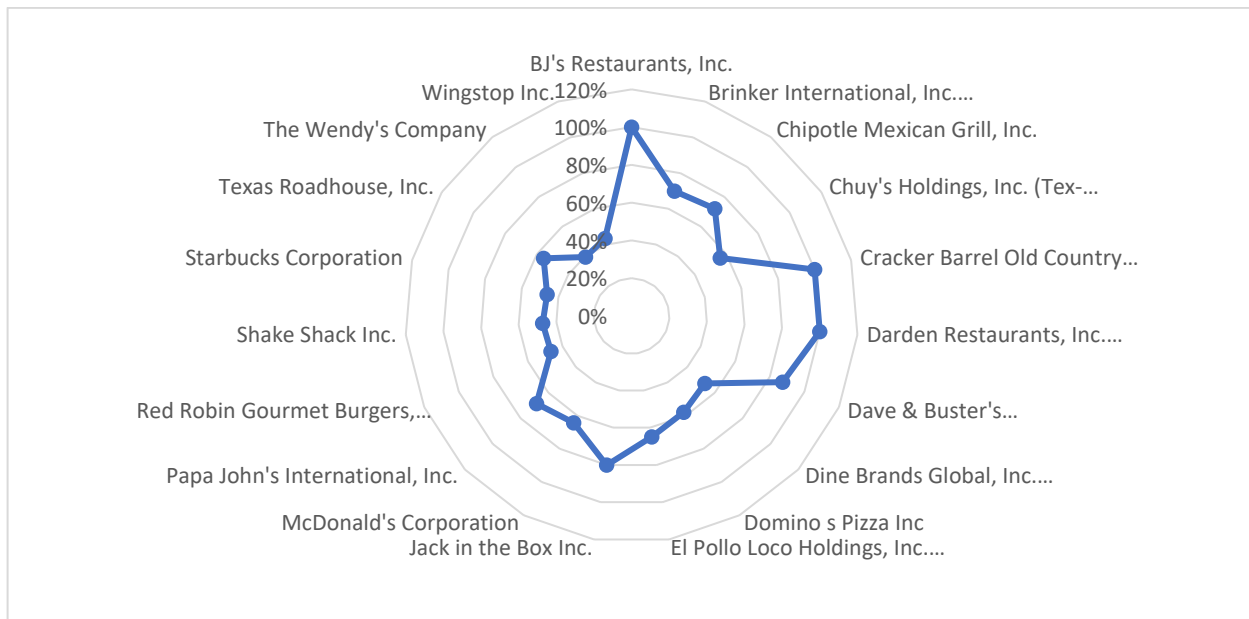 BJ's Restaurants, Inc.
Brinker International, Inc....
Chipotle Mexican Grill, Inc.
Chuy's Holdings, Inc. (Tex-...
Cracker Barrel Old Country...
Darden Restaurants, Inc....
Dave & Buster's...
Dine Brands Global, Inc....
Domino s Pizza Inc
El Pollo Loco Holdings, Inc....
Jack in the Box Inc.
McDonald's Corporation
Papa John's International, Inc.
Red Robin Gourmet Burgers,...
Shake Shack Inc.
Starbucks Corporation
Texas Roadhouse, Inc.
The Wendy's Company
Wingstop Inc.
120%
100%
80%
60%
40%
20%
0%